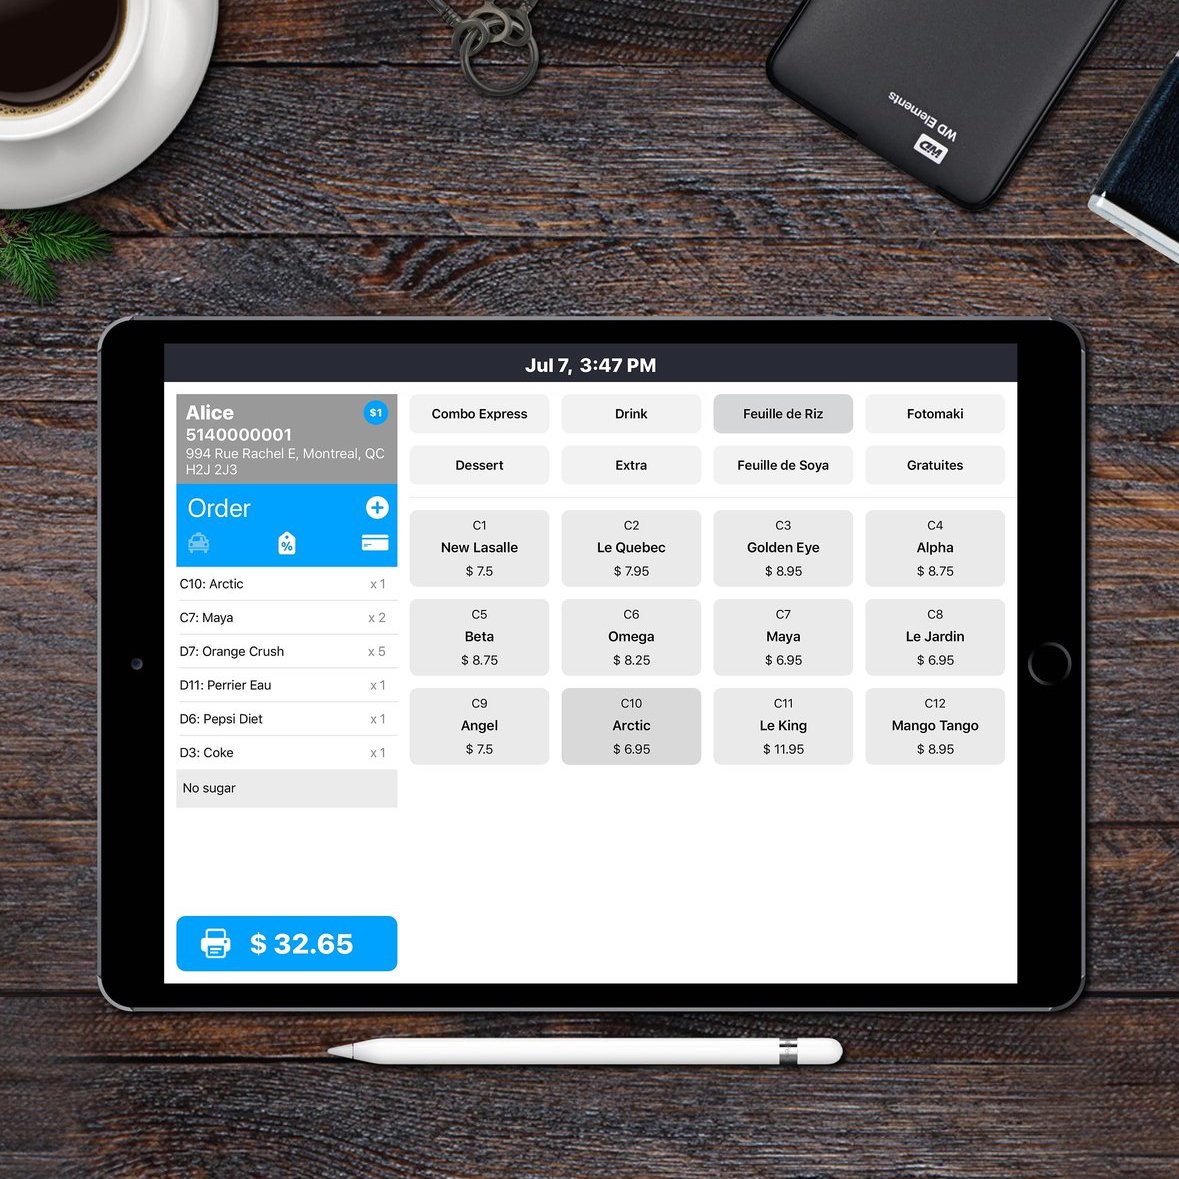 WD Elements
WD
Jul 7, 3:47 PM
Alice
$1
5140000001
994 Rue Rachel E, Montreal, QC
H2J 2J3
Order
%
C10: Arctic x 1
C7: Maya x 2
D7: Orange Crush x 5
D11: Perrier Eau x 1
D6: Pepsi Diet x 1
D3: Coke x 1
No sugar
$ 32.65
Combo Express
Drink
Feuille de Riz
Fotomaki
Dessert
Extra
Feuille de Soya
Gratuites
C1
New Lasalle
$ 7.5
C2
Le Quebec
$ 7.95
C3
Golden Eye
$ 8.95
C4
Alpha
$ 8.75
C5
Beta
$ 8.75
C6
Omega
$ 8.25
C7
Maya
$ 6.95
C8
Le Jardin
$ 6.95
C9
Angel
$ 7.5
C10
Arctic
$ 6.95
C11
Le King
$ 11.95
C12
Mango Tango
$ 8.95